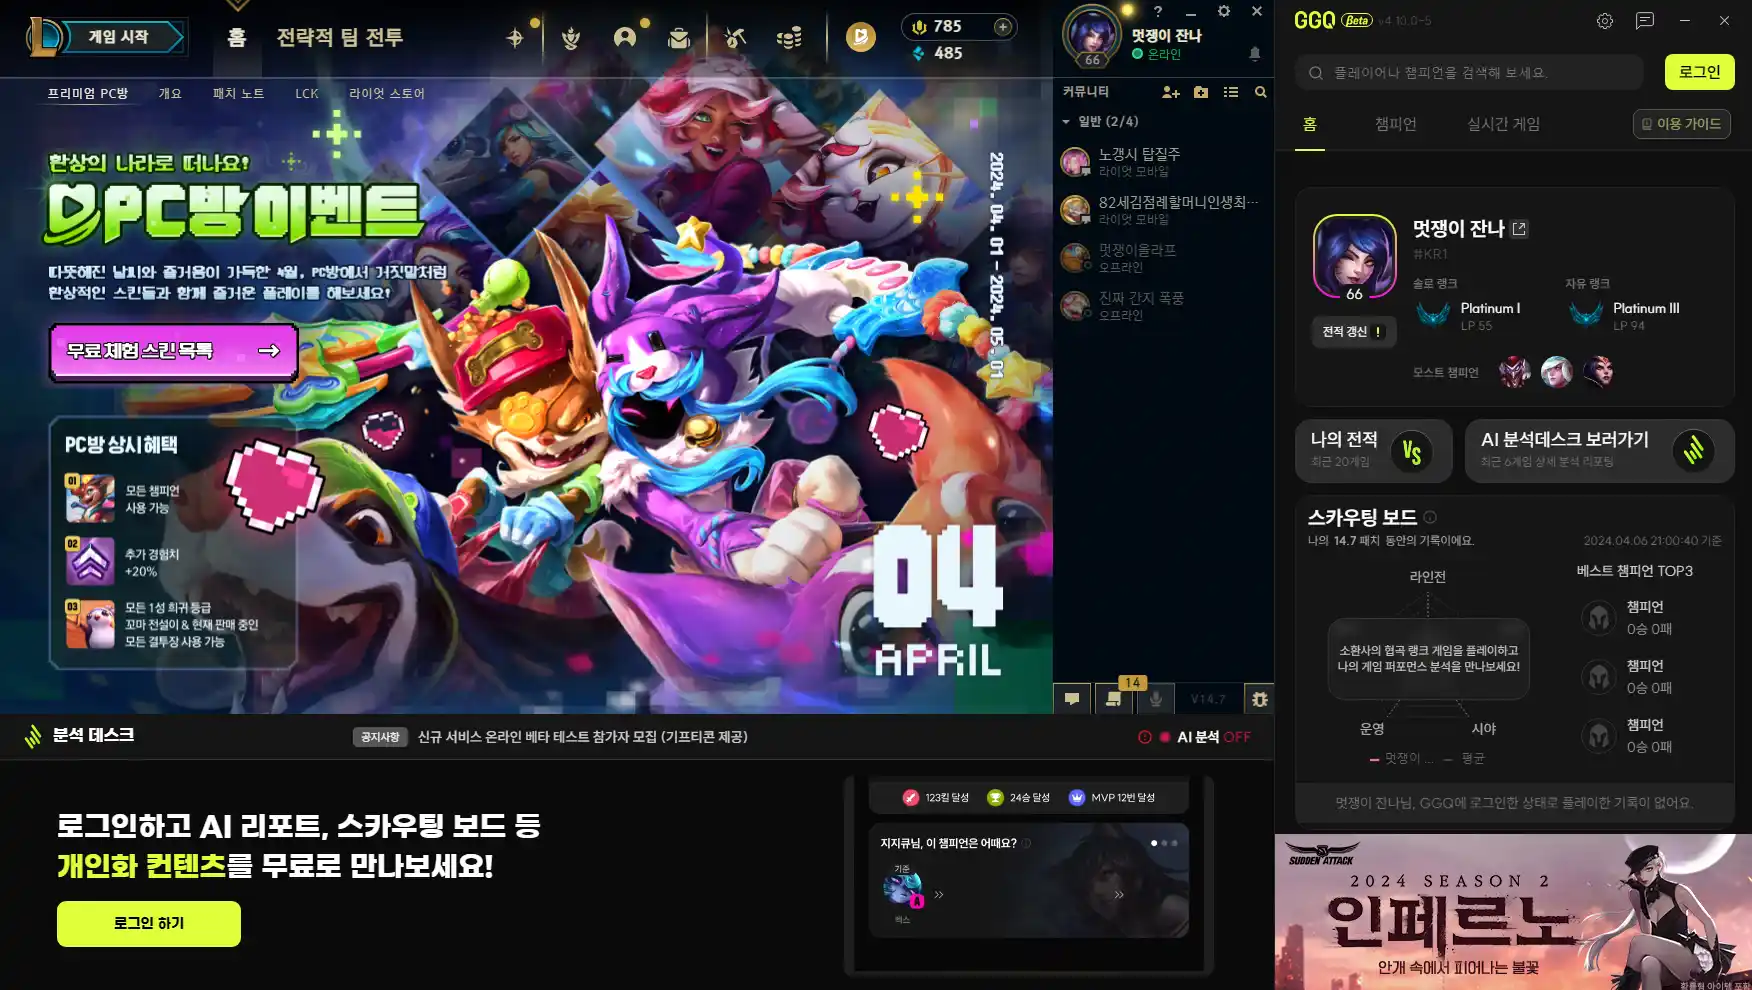 게임 시작
홈
전략적 팀 전투
785
485
66
멋쟁이 잔나
온라인
프리미엄 PC방
개요
패치 노트
LCK
라이엇 스토어
환상의 나라로 떠나요!
PC방 이벤트
따뜻해진 날씨와 즐거움이 가득한 4월, PC방에서 거짓말처럼
환상적인 스킨들과 함께 즐거운 플레이를 해보세요!
무료 체험 스킨 목록
PC방 상시 혜택
01
모든 챔피언
사용 가능
02
추가 경험치
+20%
03
모든 1성 희귀 등급
꼬마 전설이 & 현재 판매 중인
모든 결투장 사용 가능
2024. 04. 01 - 2024. 05. 01
04
APRIL
커뮤니티
일반 (2/4)
노갱시 탑질주
라이엇 모바일
82세김점례할머니인생최…
라이엇 모바일
멋쟁이올라프
오프라인
진짜 간지 폭풍
오프라인
14
V14.7
분석 데스크
공지사항
신규 서비스 온라인 베타 테스트 참가자 모집 (기프티콘 제공)
AI 분석 OFF
로그인하고 AI 리포트, 스카우팅 보드 등
개인화 컨텐츠를 무료로 만나보세요!
로그인 하기
123킬 달성
24승 달성
MVP 12번 달성
지지큐님, 이 챔피언은 어때요?
기준
A
벡스
GGQ Beta v4.10.0-5
플레이어나 챔피언을 검색해 보세요.
로그인
홈
챔피언
실시간 게임
이용 가이드
66
멋쟁이 잔나
#KR1
솔로 랭크
Platinum I
LP 55
자유 랭크
Platinum III
LP 94
전적 갱신 !
모스트 챔피언
나의 전적
최근 20게임
VS
AI 분석데스크 보러가기
최근 6게임 상세 분석 리포팅
스카우팅 보드
나의 14.7 패치 동안의 기록이에요.
2024.04.06 21:00:40 기준
라인전
소환사의 협곡 랭크 게임을 플레이하고
나의 게임 퍼포먼스 분석을 만나보세요!
운영
시야
멋쟁이 ...
평균
베스트 챔피언 TOP3
챔피언
0승 0패
챔피언
0승 0패
챔피언
0승 0패
멋쟁이 잔나님, GGQ에 로그인한 상태로 플레이한 기록이 없어요.
SUDDEN ATTACK
2024 SEASON 2
인페르노
안개 속에서 피어나는 불꽃
확률형 아이템 포함